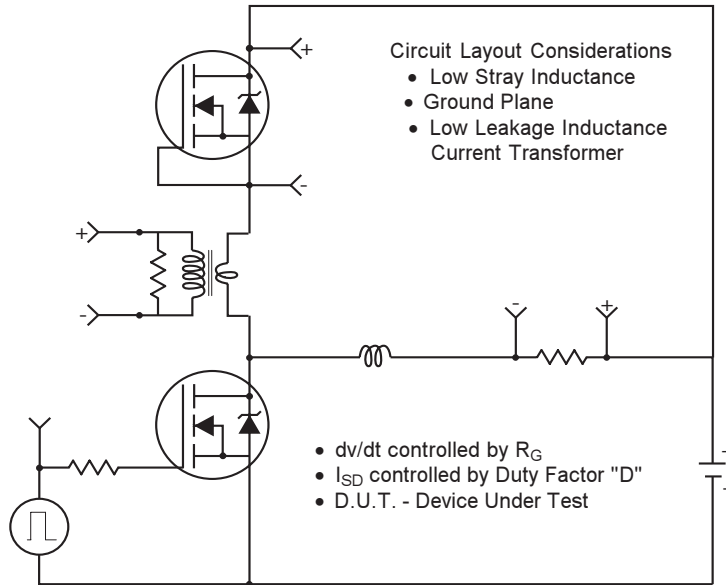 +
Circuit Layout Considerations
• Low Stray Inductance
• Ground Plane
• Low Leakage Inductance
Current Transformer
-
+
-
- +
• dv/dt controlled by RG
• ISD controlled by Duty Factor "D"
• D.U.T. - Device Under Test